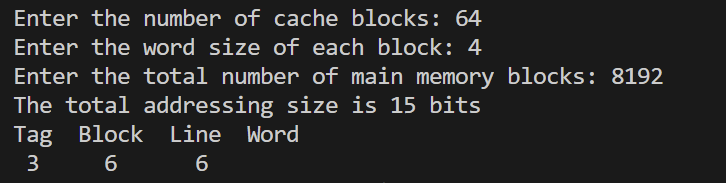 Enter the number of cache blocks: 64
Enter the word size of each block: 4
Enter the total number of main memory blocks: 8192
The total addressing size is 15 bits
Tag  Block  Line  Word
 3     6      6